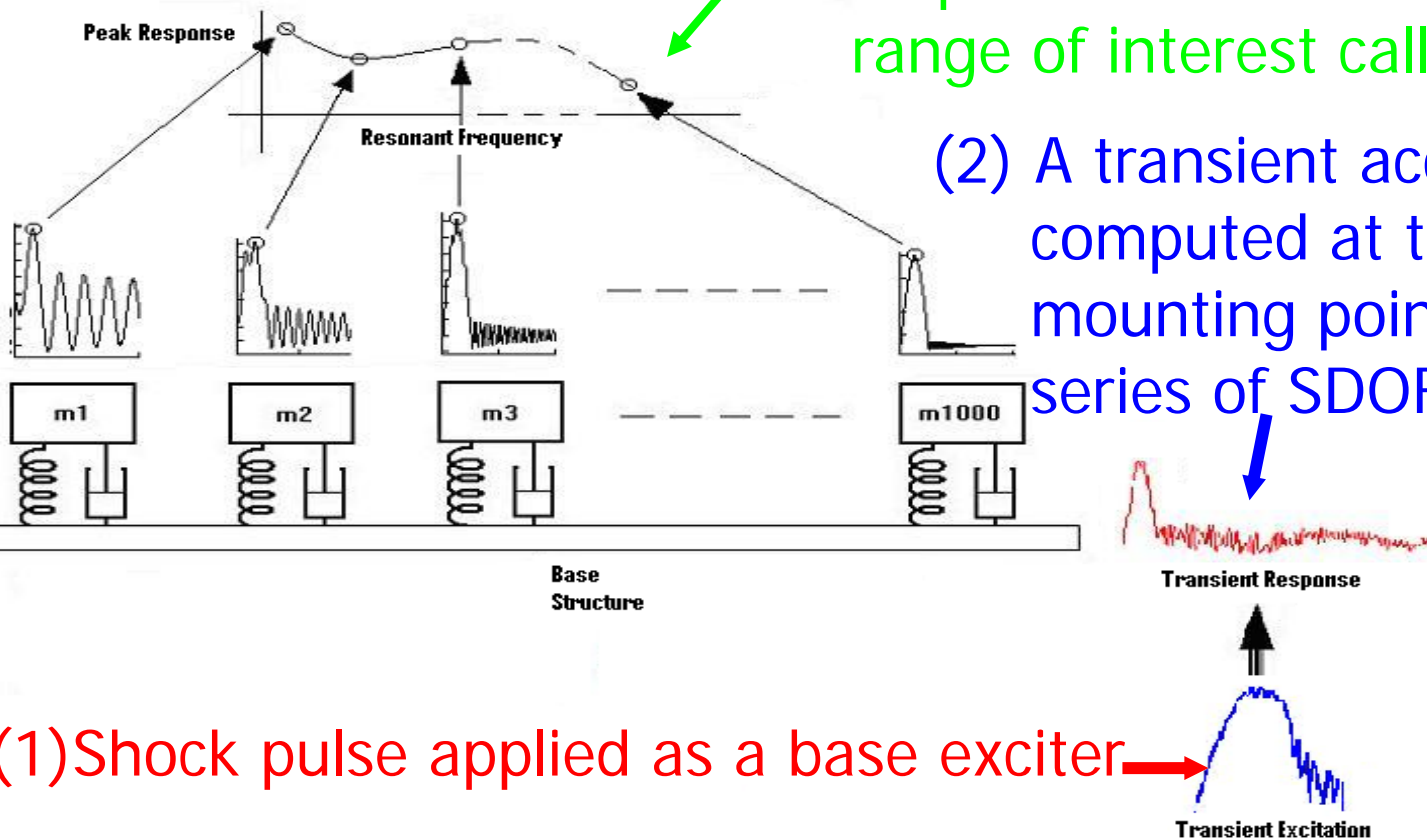 Peak Response
range of interest call
Resonant Frequency
(2) A transient acc
computed at t
mounting poin
series of SDOF
m1
m2
m3
m1000
Base
Structure
Transient Response
(1)Shock pulse applied as a base exciter
Transient Excitation